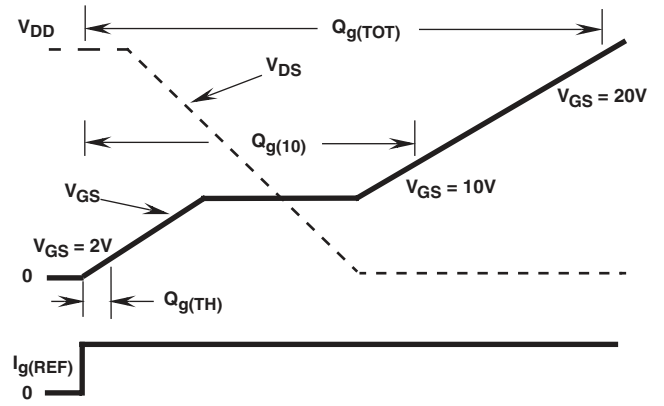 V_DD
Q_g(TOT)
V_DS
V_GS = 20V
Q_g(10)
V_GS
V_GS = 10V
V_GS = 2V
0
Q_g(TH)
I_g(REF)
0